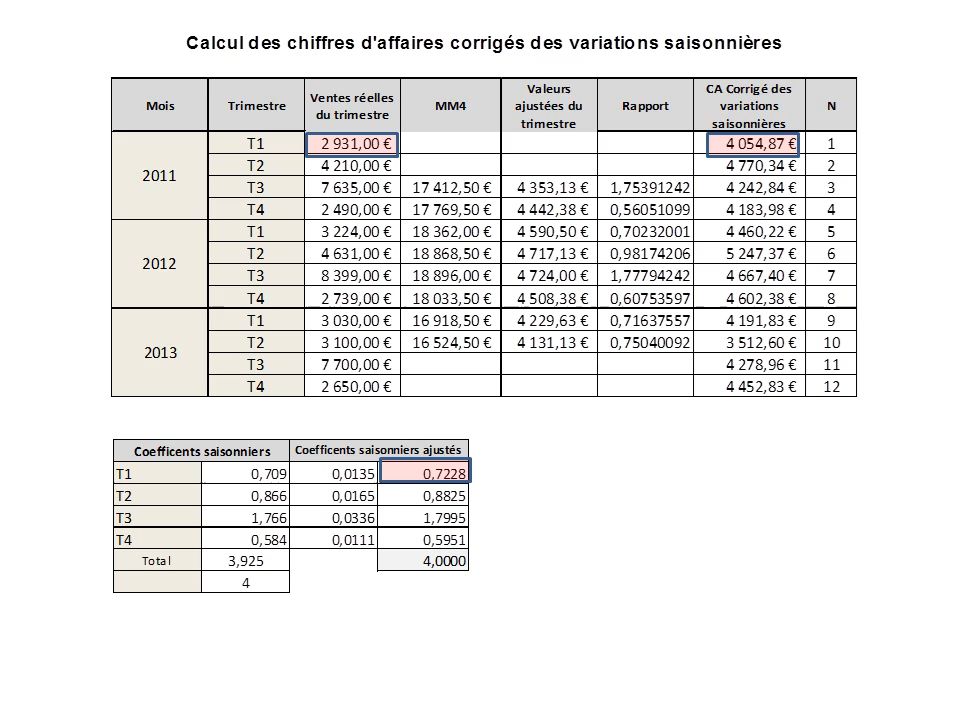 Calcul des chiffres d'affaires corrigés des variations saisonnières
Mois Trimestre Ventes réelles du trimestre MM4 Valeurs ajustées du trimestre Rapport CA Corrigé des variations saisonnières N
2011 T1 2 931,00 € 4 054,87 € 1
T2 4 210,00 € 4 770,34 € 2
T3 7 635,00 € 17 412,50 € 4 353,13 € 1,75391242 4 242,84 € 3
T4 2 490,00 € 17 769,50 € 4 442,38 € 0,56051099 4 183,98 € 4
2012 T1 3 224,00 € 18 362,00 € 4 590,50 € 0,70232001 4 460,22 € 5
T2 4 631,00 € 18 868,50 € 4 717,13 € 0,98174206 5 247,37 € 6
T3 8 399,00 € 18 896,00 € 4 724,00 € 1,77794242 4 667,40 € 7
T4 2 739,00 € 18 033,50 € 4 508,38 € 0,60753597 4 602,38 € 8
2013 T1 3 030,00 € 16 918,50 € 4 229,63 € 0,71637557 4 191,83 € 9
T2 3 100,00 € 16 524,50 € 4 131,13 € 0,75040092 3 512,60 € 10
T3 7 700,00 € 4 278,96 € 11
T4 2 650,00 € 4 452,83 € 12
Coefficents saisonniers Coefficents saisonniers ajustés
T1 0,709 0,0135 0,7228
T2 0,866 0,0165 0,8825
T3 1,766 0,0336 1,7995
T4 0,584 0,0111 0,5951
Total 3,925 4,0000
4